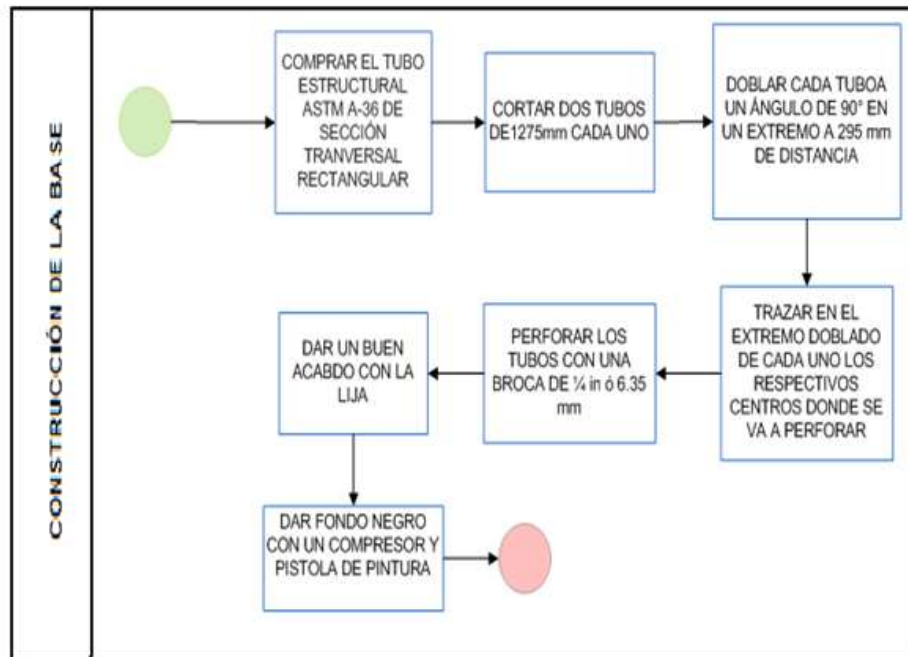 CONSTRUCCIÓN DE LA BASE
COMPRAR EL TUBO
ESTRUCTURAL
ASTM A-36 DE
SECCIÓN
TRANVERSAL
RECTANGULAR
CORTAR DOS TUBOS
DE1275mm CADA UNO
DOBLAR CADA TUBOA
UN ÁNGULO DE 90° EN
UN EXTREMO A 295 mm
DE DISTANCIA
TRAZAR EN EL
EXTREMO DOBLADO
DE CADA UNO LOS
RESPECTIVOS
CENTROS DONDE SE
VA A PERFORAR
PERFORAR LOS
TUBOS CON UNA
BROCA DE ¼ in ó 6.35
mm
DAR UN BUEN
ACABDO CON LA
LIJA
DAR FONDO NEGRO
CON UN COMPRESOR Y
PISTOLA DE PINTURA